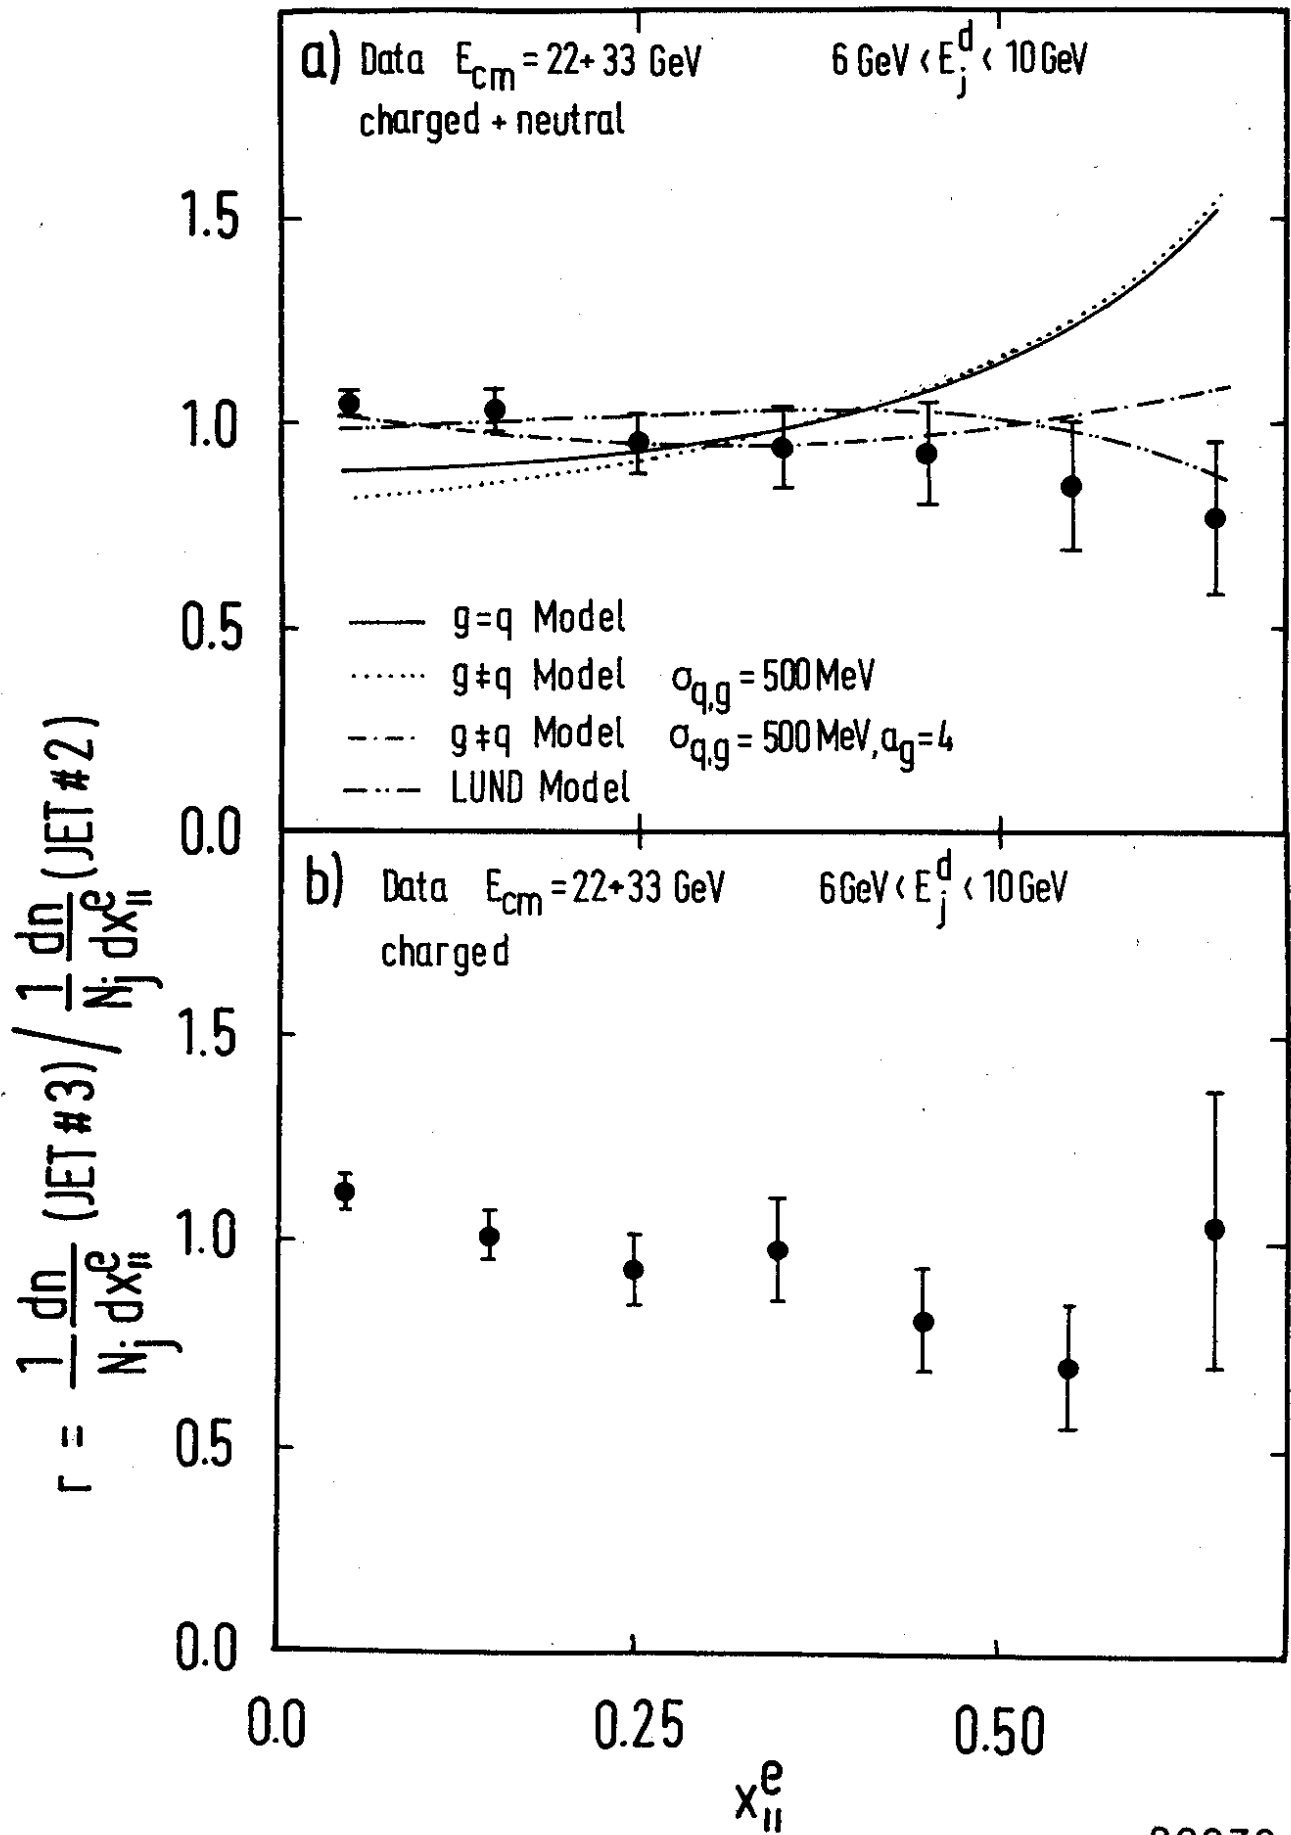 a) Data E_cm = 22+33 GeV 6 GeV < E_j^d < 10 GeV
charged + neutral
1.5
1.0
0.5
0.0
g=q Model
g≠q Model σ_q,g = 500 MeV
g≠q Model σ_q,g = 500 MeV, a_g=4
LUND Model
b) Data E_cm = 22+33 GeV 6 GeV < E_j^d < 10 GeV
charged
1.5
1.0
0.5
0.0
0.0 0.25 0.50
x_||^e
r = 1/N_j dn/dx_||^e (JET #3) / 1/N_j dn/dx_||^e (JET #2)